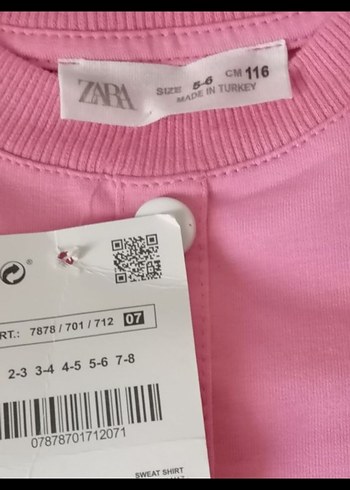 ZARA
SIZE 5-6 CM 116
MADE IN TURKEY
RT.: 7878 / 701 / 712 07
2-3 3-4 4-5 5-6 7-8
07878701712071
SWEAT SHIRT